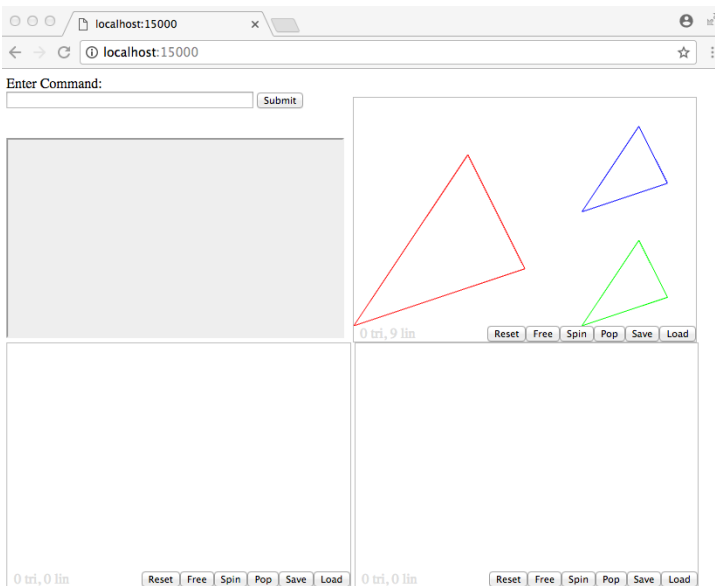 localhost:15000
localhost:15000
Enter Command:
Submit
0 tri, 9 lin
Reset Free Spin Pop Save Load
0 tri, 0 lin
Reset Free Spin Pop Save Load
0 tri, 0 lin
Reset Free Spin Pop Save Load